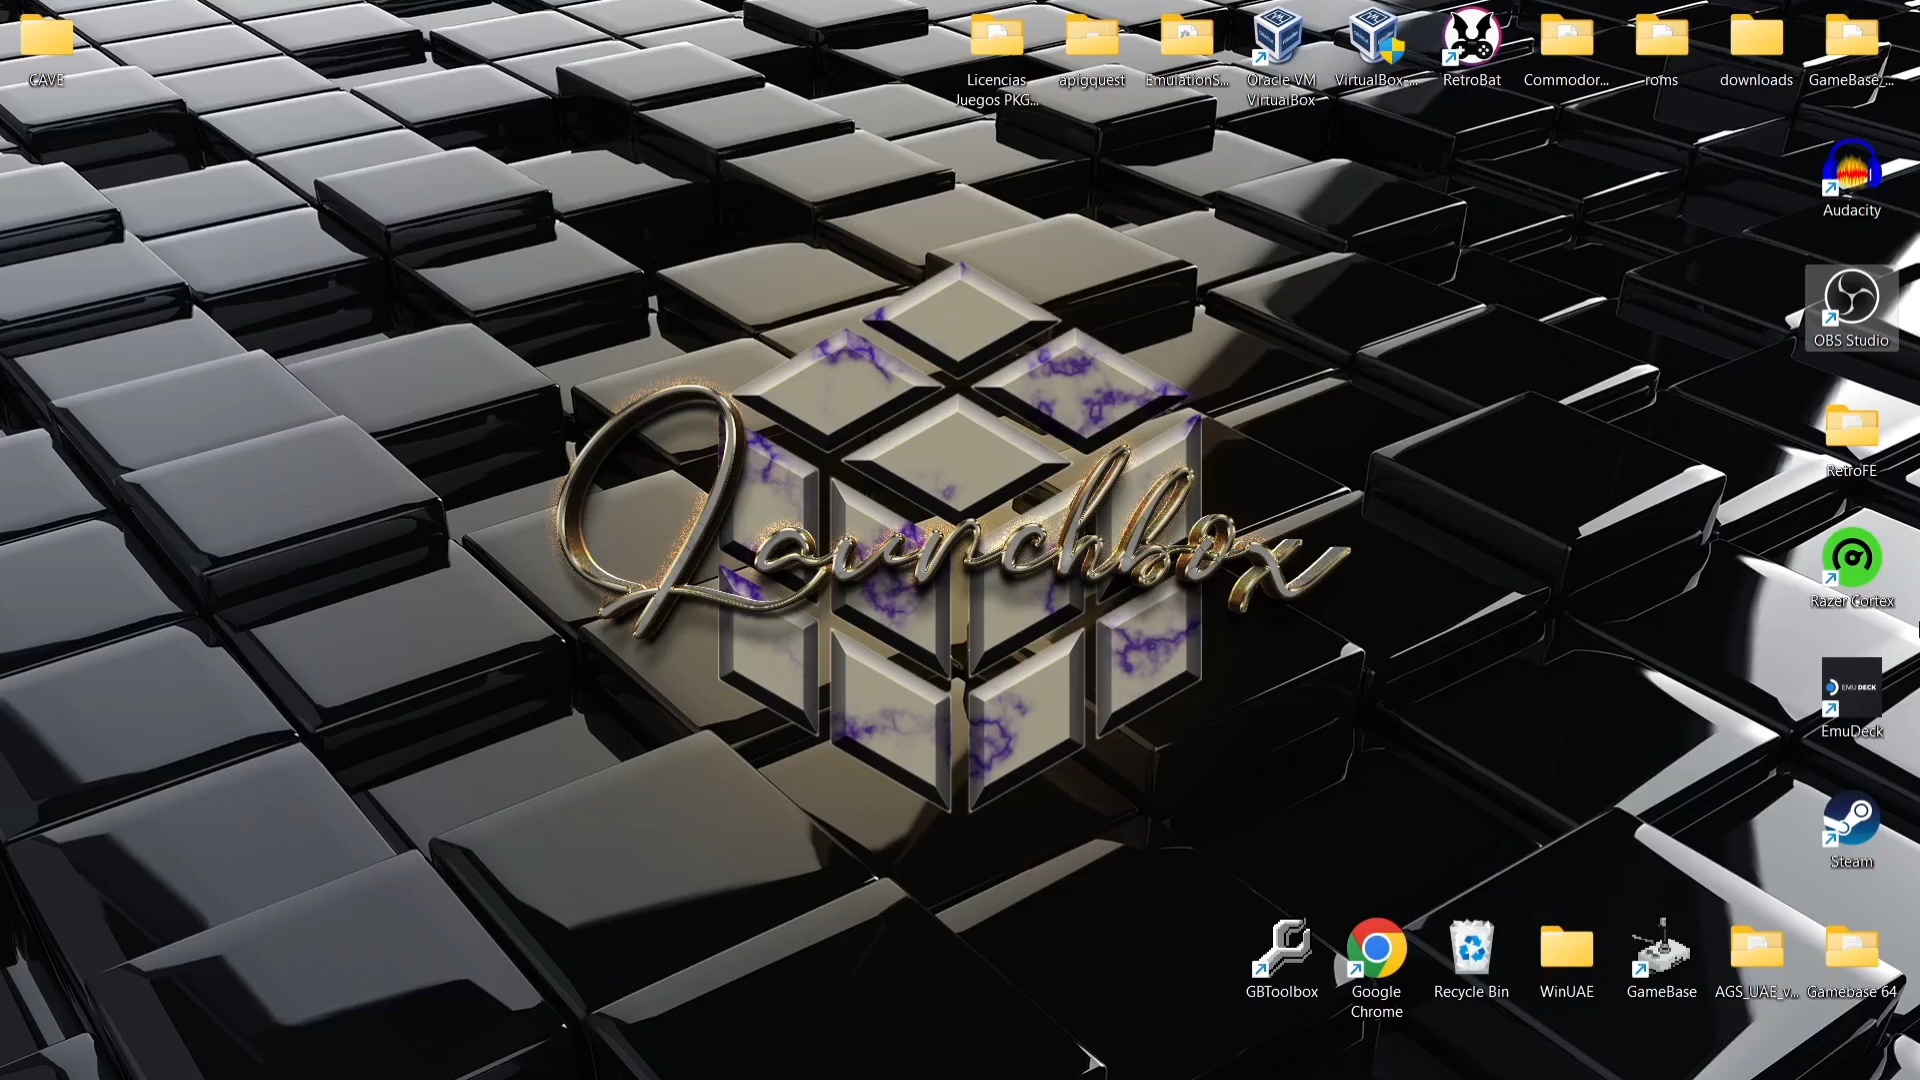 CAVE
Licencias
Juegos PKG...
apigquest
EmulationS...
Oracle VM
VirtualBox
VirtualBox-...
RetroBat
Commodor...
roms
downloads
GameBase_...
Audacity
OBS Studio
RetroFE
Razer Cortex
EMU DECK
EmuDeck
Steam
Launchbox
GBToolbox
Google
Chrome
Recycle Bin
WinUAE
GameBase
AGS_UAE_v...
Gamebase 64